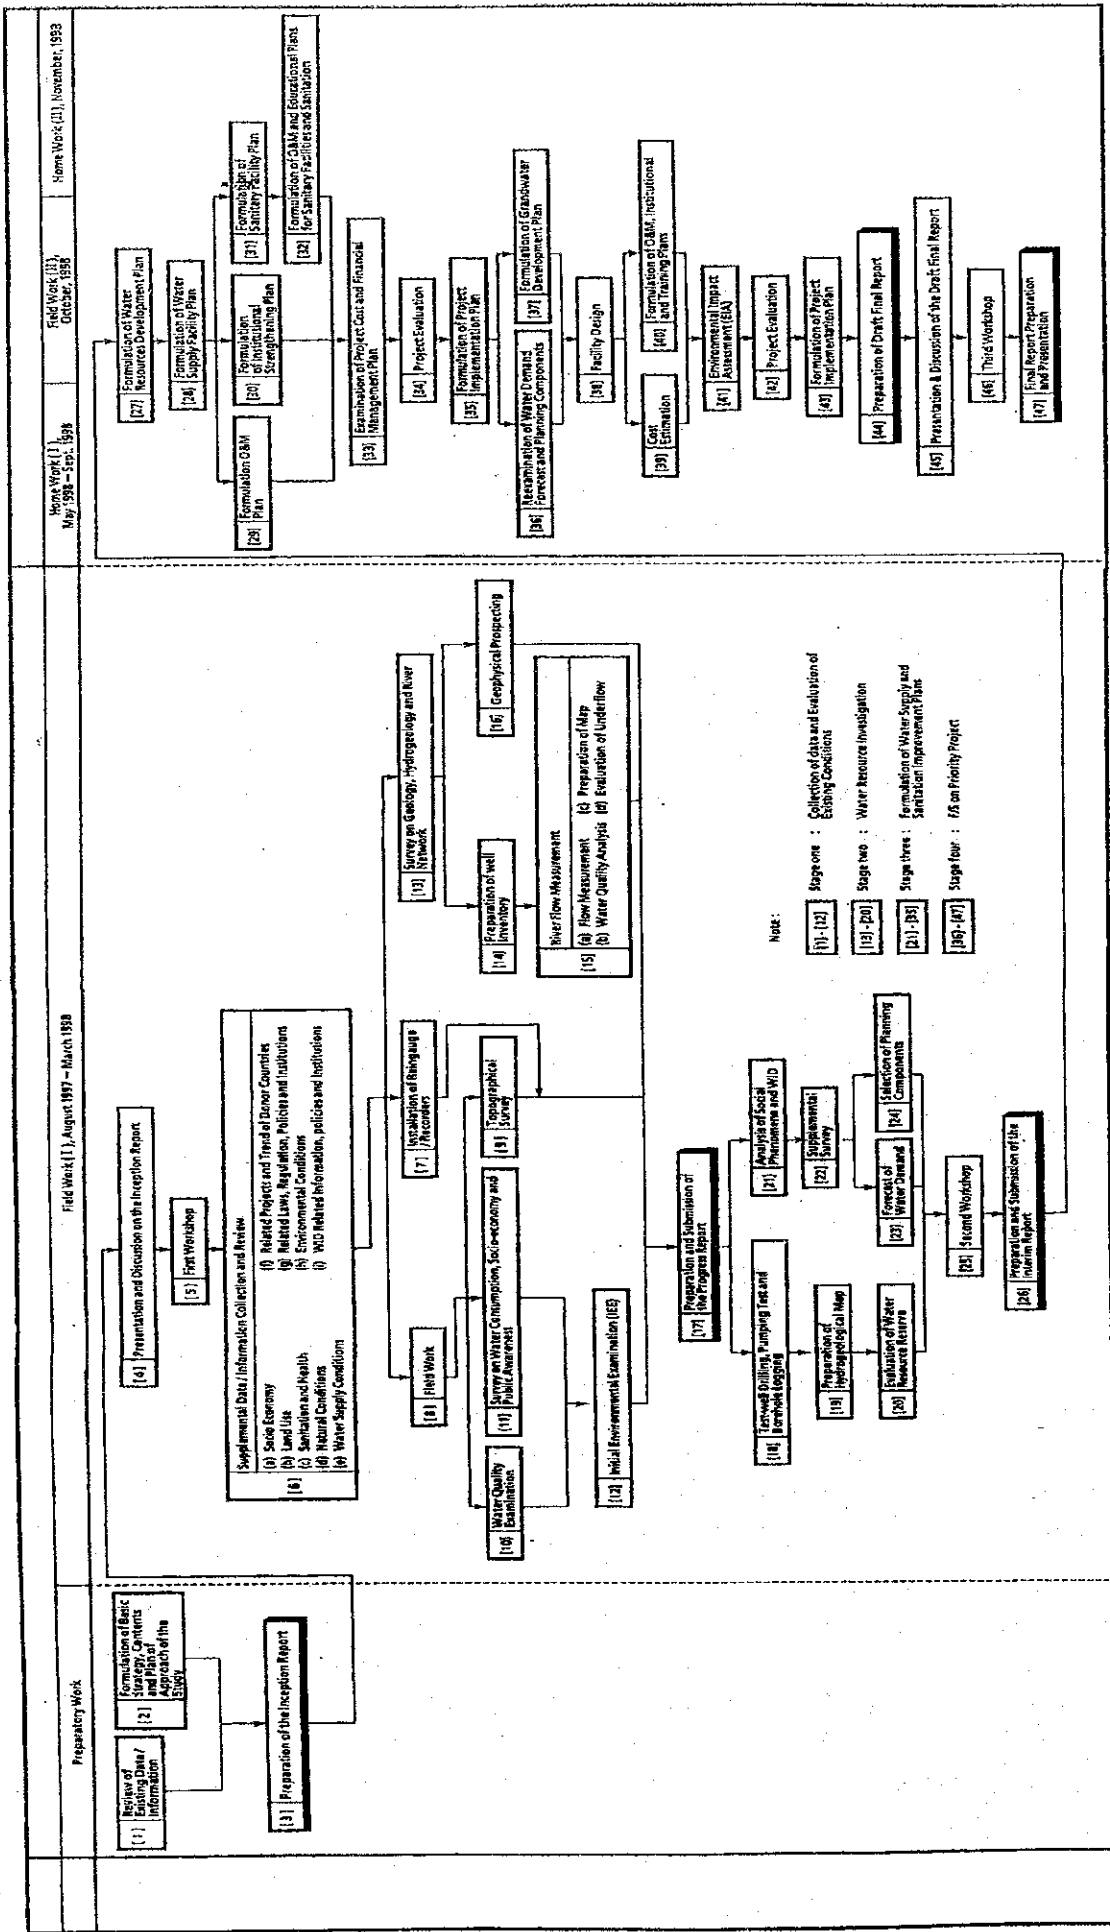 Preparatory Work
Field Work ( I ), August 1997 – March 1998
Home Work ( I ),
May 1998 – Sept. 1998
Field Work (II),
October, 1998
Home Work (II), November, 1998
[1] Review of
Existing Data/
Information
[2] Formulation of Basic
Strategy, Contents
and Plan of
Approach of the
Study
[3] Preparation of the Inception Report
[4] Presentation and Discussion on the Inception Report
[5] First Workshop
[6] Supplemental Data / Information Collection and Review
(a) Socio Economy
(b) Land Use
(c) Sanitation and Health
(d) Natural Conditions
(e) Water Supply Conditions
(f) Related Projects and Trend of Donor Countries
(g) Related Laws, Regulation, Policies and Institutions
(h) Environmental Conditions
(i) WID Related Information, policies and Institutions
[7] Installation of Raingauge
/ Recorders
[8] Field Work
[9] Topographical
Survey
[10] Water Quality
Examination
[11] Survey on Water Consumption, Socio-economy and
Public Awareness
[12] Initial Environmental Examination (IEE)
[13] Survey on Geology, Hydrogeology and River
Network
[14] Preparation of well
Inventory
[15] River Flow Measurement
(a) Flow Measurement
(b) Water Quality Analysis
(c) Preparation of Map
(d) Evaluation of Underflow
[16] Geophysical Prospecting
[17] Preparation and Submission of
the Progress Report
[18] Testwell Drilling, Pumping Test and
Borehole Logging
[19] Preparation of
Hydrogeological Map
[20] Evaluation of Water
Resource Reserve
[21] Analysis of Social
Phenomene and WID
[22] Supplemental
Survey
[23] Forecast of
Water Demand
[24] Selection of Planning
Components
[25] Second Workshop
[26] Preparation and Submission of the
Interim Report
Note :
[1] - [12] Stage one : Collection of data and Evaluation of
Existing Conditions
[13] - [20] Stage two : Water Resource Investigation
[21] - [35] Stage three : Formulation of Water Supply and
Sanitation Improvement Plans
[36] - [47] Stage four : F/S on Priority Project
[27] Formulation of Water
Resources Development Plan
[28] Formulation of Water
Supply Facility Plan
[29] Formulation O&M
Plan
[30] Formulation
of Institutional
Strengthening Plan
[31] Formulation of
Sanitary Facility Plan
[32] Formulation of O&M and Educational Plans
for Sanitary Facilities and Sanitation
[33] Examination of Project Cost and Financial
Management Plan
[34] Project Evaluation
[35] Formulation of Project
Implementation Plan
[36] Reexamination of Water Demand
Forecast and Planning Components
[37] Formulation of Grandwater
Development Plan
[38] Facility Design
[39] Cost
Estimation
[40] Formulation of O&M, Institutional
and Training Plans
[41] Environmental Impact
Assessment (EIA)
[42] Project Evaluation
[43] Formulation of Project
Implementation Plan
[44] Preparation of Draft Final Report
[45] Presentation & Discussion of the Draft Final Report
[46] Third Workshop
[47] Final Report Preparation
and Presentation